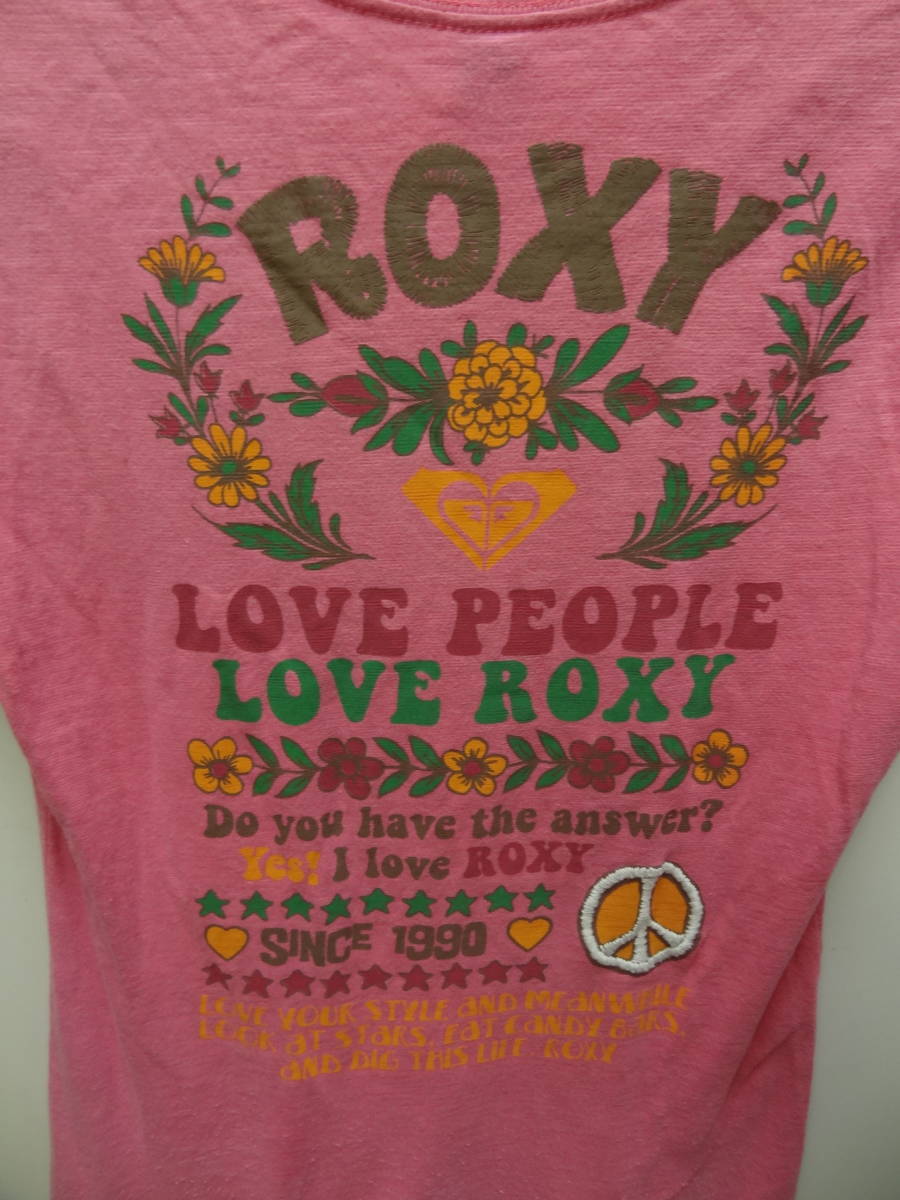 ROXY
LOVE PEOPLE
LOVE ROXY
Do you have the answer?
Yes! I love ROXY
SINCE 1990
LOVE YOUR STYLE AND MEANWHILE
LOOK AT STARS, EAT CANDY BARS,
AND DIG THIS LIFE. ROXY